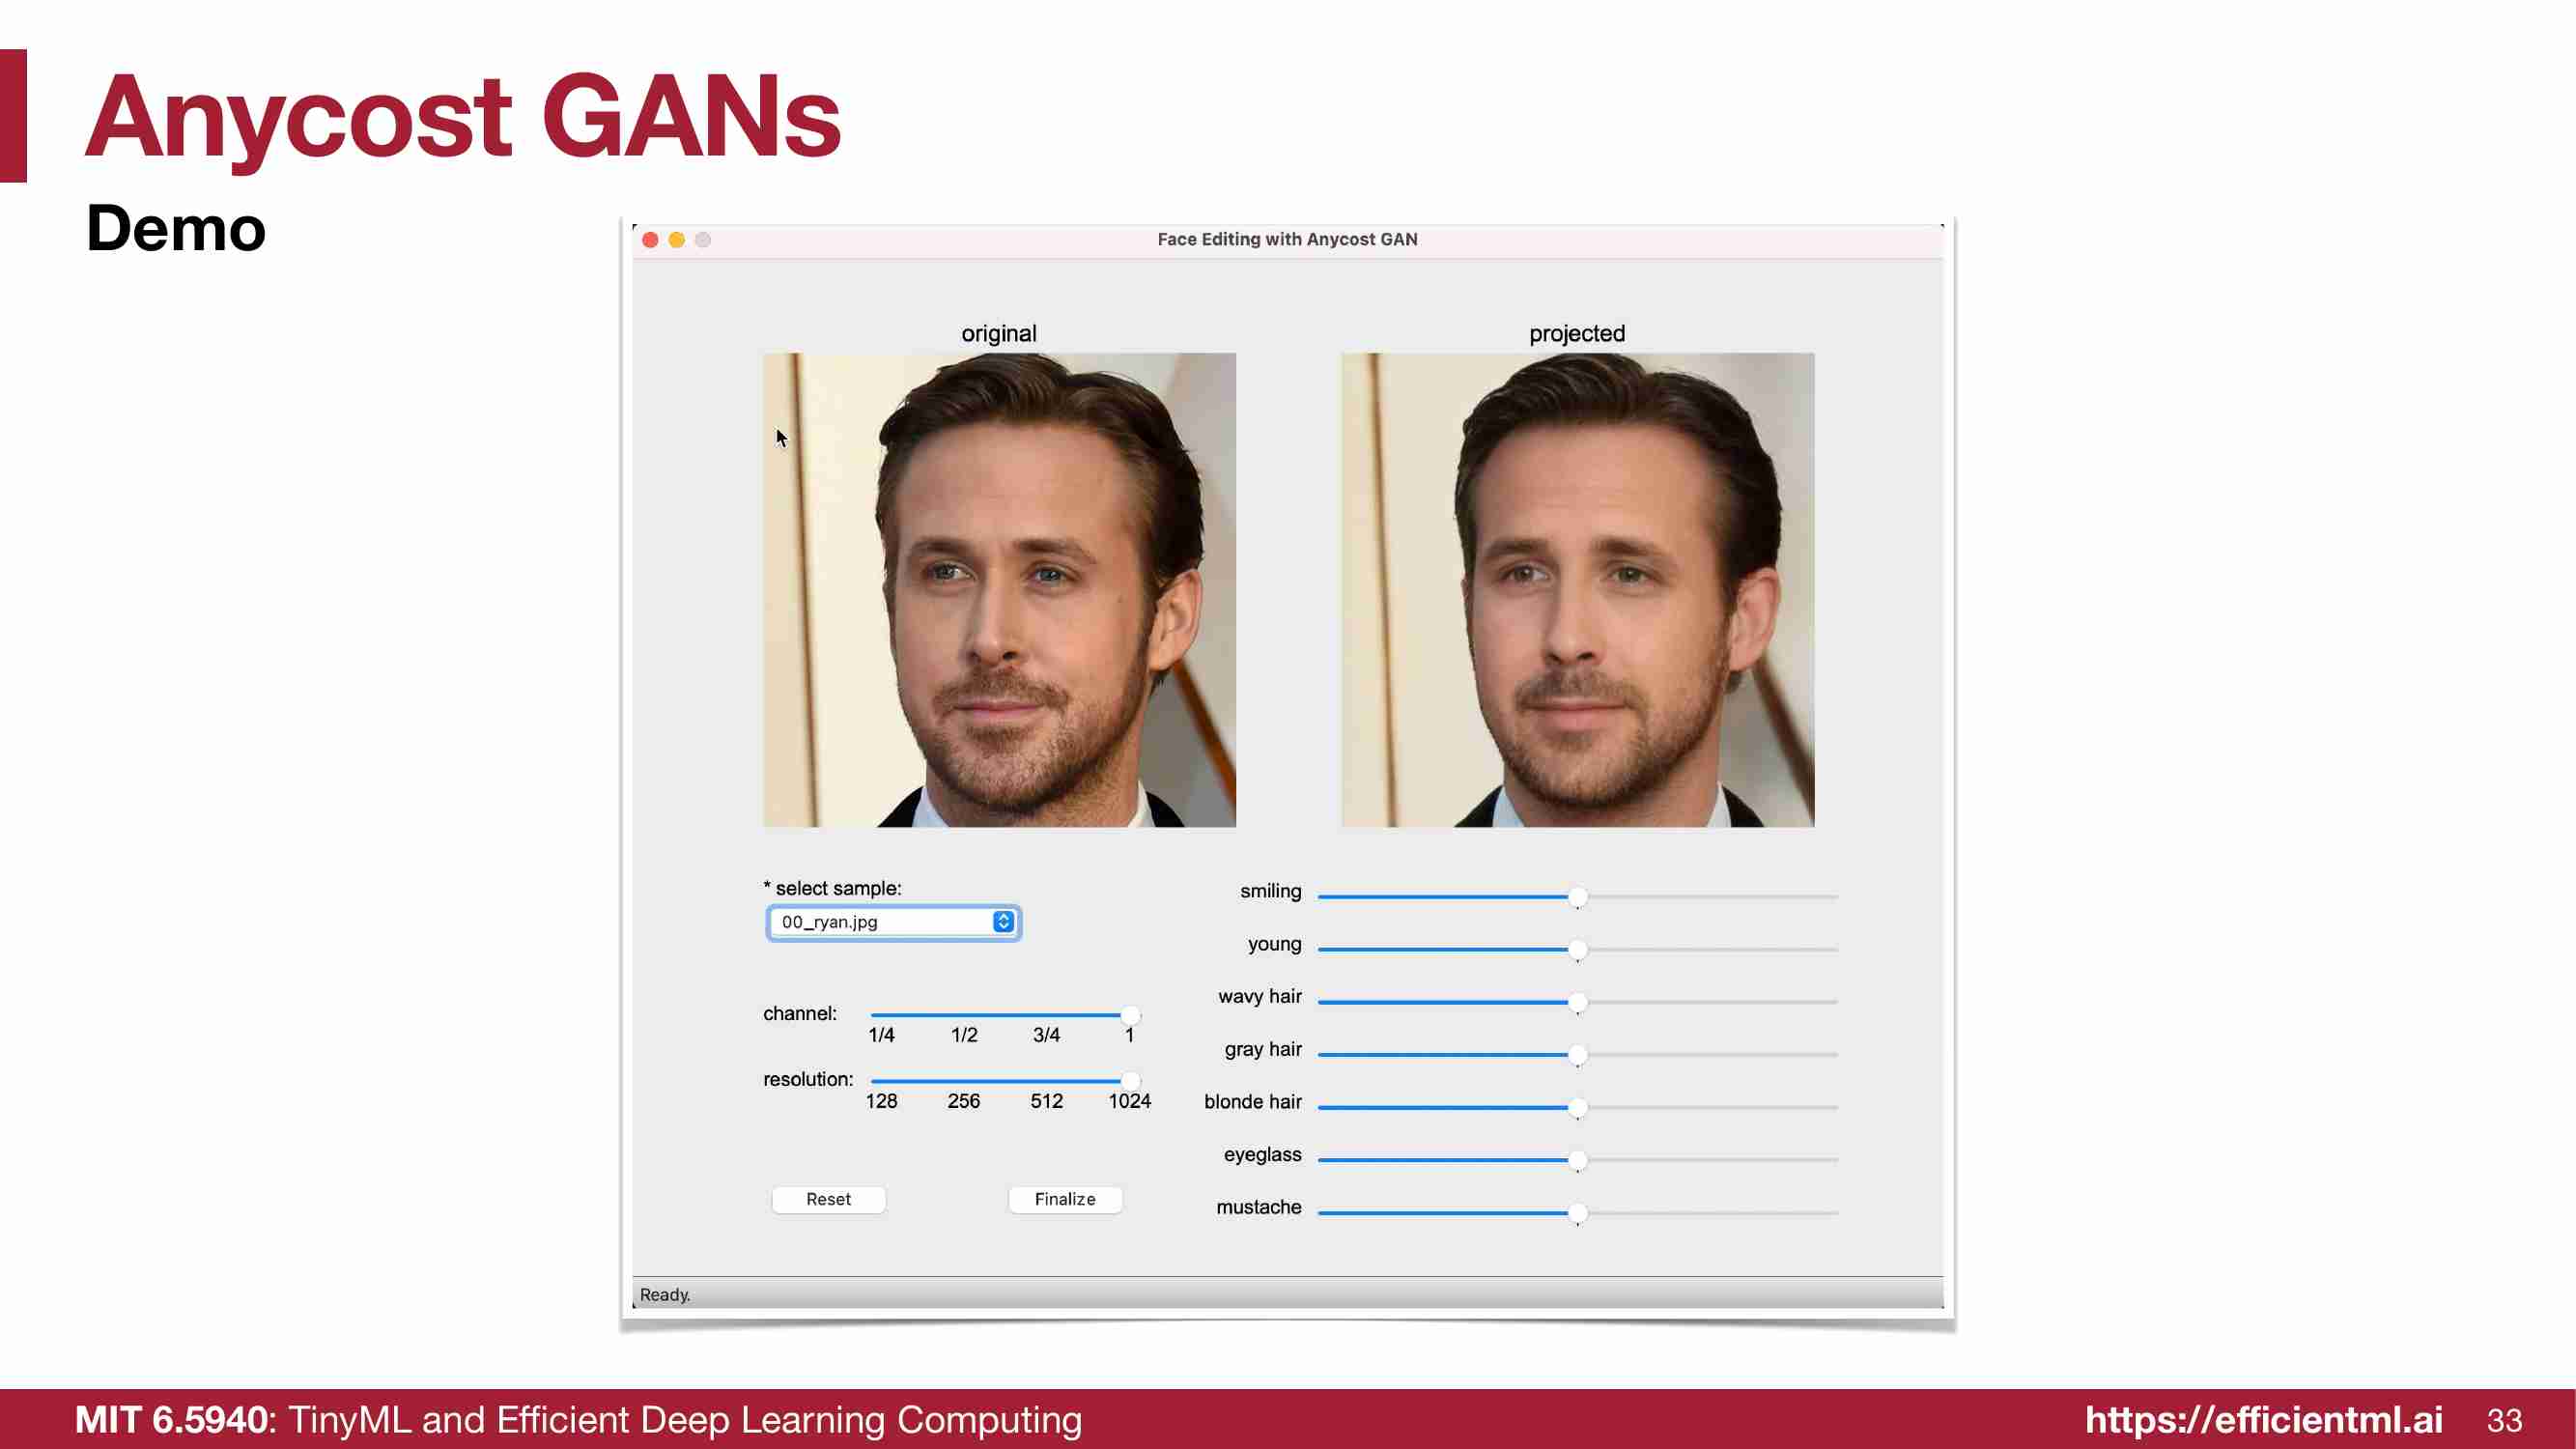 Anycost GANs
Demo
Face Editing with Anycost GAN
original
projected
* select sample:
00_ryan.jpg
channel:
1/4 1/2 3/4 1
resolution:
128 256 512 1024
Reset Finalize
smiling
young
wavy hair
gray hair
blonde hair
eyeglass
mustache
Ready.
MIT 6.5940: TinyML and Efficient Deep Learning Computing
https://efficientml.ai 33